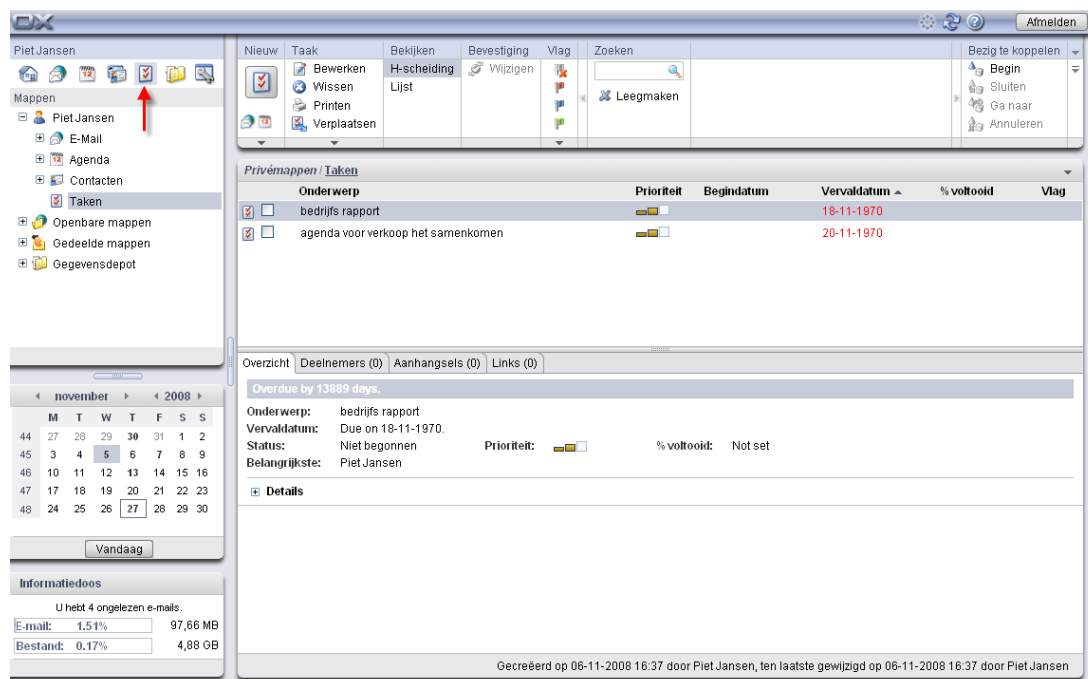 OX
Afmelden
Piet Jansen
Mappen
Piet Jansen
E-Mail
12 Agenda
Contacten
Taken
Openbare mappen
Gedeelde mappen
Gegevensdepot
november 2008
M T W T F S S
44 27 28 29 30 31 1 2
45 3 4 5 6 7 8 9
46 10 11 12 13 14 15 16
47 17 18 19 20 21 22 23
48 24 25 26 27 28 29 30
Vandaag
Informatiedoos
U hebt 4 ongelezen e-mails.
E-mail: 1.51% 97,66 MB
Bestand: 0.17% 4,88 GB
Nieuw Taak Bekijken Bevestiging Vlag Zoeken Bezig te koppelen
Bewerken H-scheiding Wijzigen Begin
Wissen Lijst Leegmaken Sluiten
Printen Ga naar
Verplaatsen Annuleren
Privémappen / Taken
Onderwerp Prioriteit Begindatum Vervaldatum % voltooid Vlag
bedrijfs rapport 18-11-1970
agenda voor verkoop het samenkomen 20-11-1970
Overzicht Deelnemers (0) Aanhangsels (0) Links (0)
Overdue by 13889 days.
Onderwerp: bedrijfs rapport
Vervaldatum: Due on 18-11-1970.
Status: Niet begonnen Prioriteit: % voltooid: Not set
Belangrijkste: Piet Jansen
Details
Gecreëerd op 06-11-2008 16:37 door Piet Jansen, ten laatste gewijzigd op 06-11-2008 16:37 door Piet Jansen